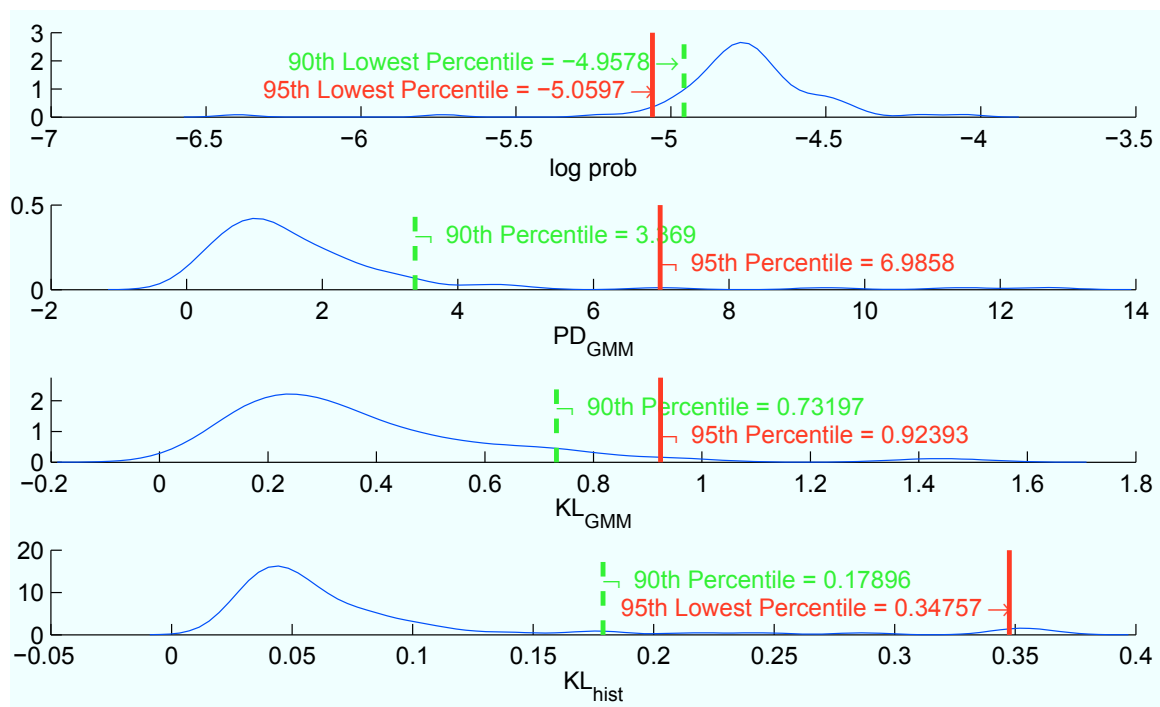 3
2
90th Lowest Percentile = −4.9578
1
95th Lowest Percentile = −5.0597
0
−7 −6.5 −6 −5.5 −5 −4.5 −4 −3.5
log prob
0.5
90th Percentile = 3.369
95th Percentile = 6.9858
0
−2 0 2 4 6 8 10 12 14
PD_GMM
2
90th Percentile = 0.73197
1
95th Percentile = 0.92393
0
−0.2 0 0.2 0.4 0.6 0.8 1 1.2 1.4 1.6 1.8
KL_GMM
20
90th Percentile = 0.17896
10
95th Lowest Percentile = 0.34757
0
−0.05 0 0.05 0.1 0.15 0.2 0.25 0.3 0.35 0.4
KL_hist